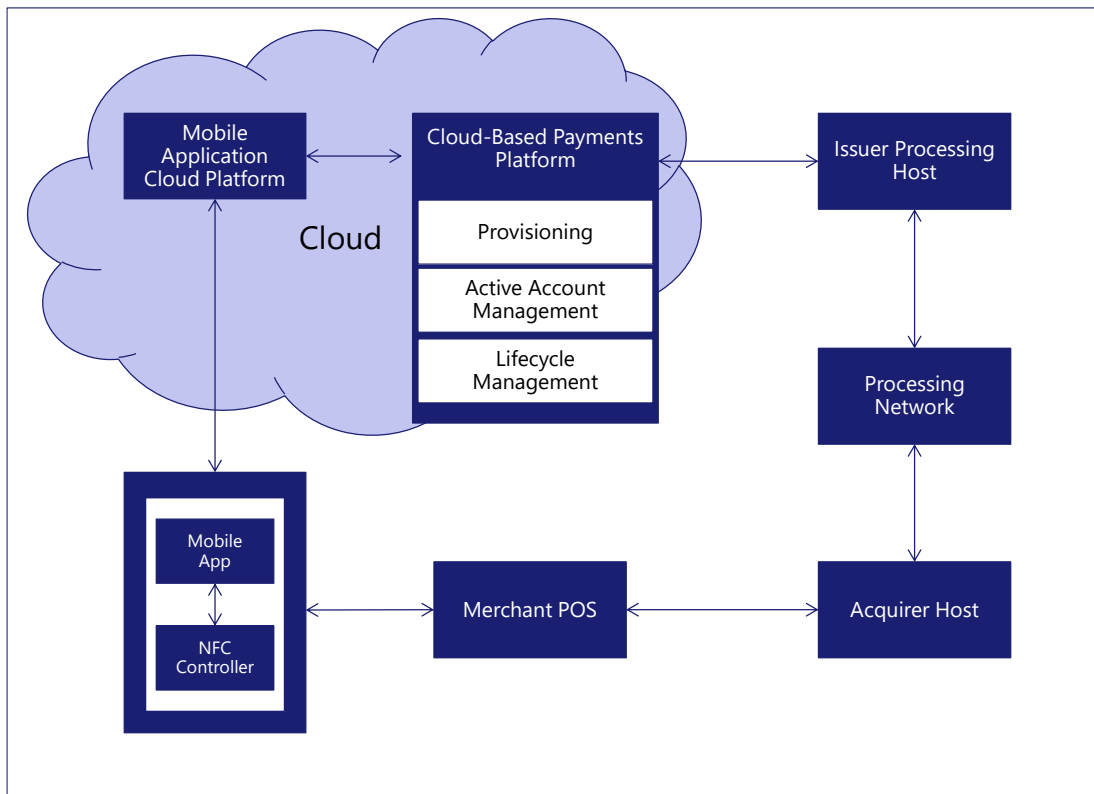 Mobile
Application
Cloud Platform
Cloud-Based Payments
Platform
Issuer Processing
Host
Cloud
Provisioning
Active Account
Management
Lifecycle
Management
Processing
Network
Mobile
App
NFC
Controller
Merchant POS
Acquirer Host